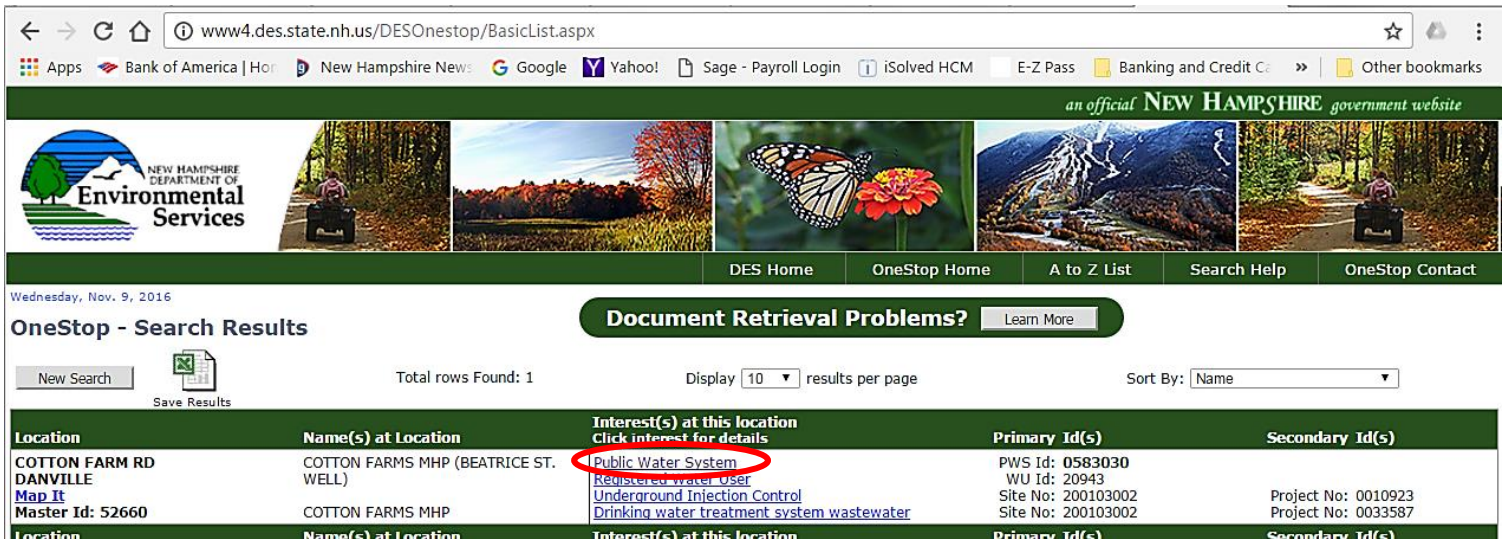 www4.des.state.nh.us/DESOnestop/BasicList.aspx
Apps Bank of America | Hor New Hampshire News Google Yahoo! Sage - Payroll Login iSolved HCM E-Z Pass Banking and Credit Ca » Other bookmarks
an official NEW HAMPSHIRE government website
NEW HAMPSHIRE
DEPARTMENT OF
Environmental
Services
DES Home OneStop Home A to Z List Search Help OneStop Contact
Wednesday, Nov. 9, 2016
OneStop - Search Results
Document Retrieval Problems? Learn More
New Search
Save Results
Total rows Found: 1
Display 10 results per page
Sort By: Name
Interest(s) at this location
Location Name(s) at Location Click interest for details Primary Id(s) Secondary Id(s)
COTTON FARM RD COTTON FARMS MHP (BEATRICE ST. Public Water System PWS Id: 0583030
DANVILLE WELL) Registered Water User WU Id: 20943
Map It Underground Injection Control Site No: 200103002 Project No: 0010923
Master Id: 52660 COTTON FARMS MHP Drinking water treatment system wastewater Site No: 200103002 Project No: 0033587
Location Name(s) at Location Interest(s) at this location Primary Id(s) Secondary Id(s)